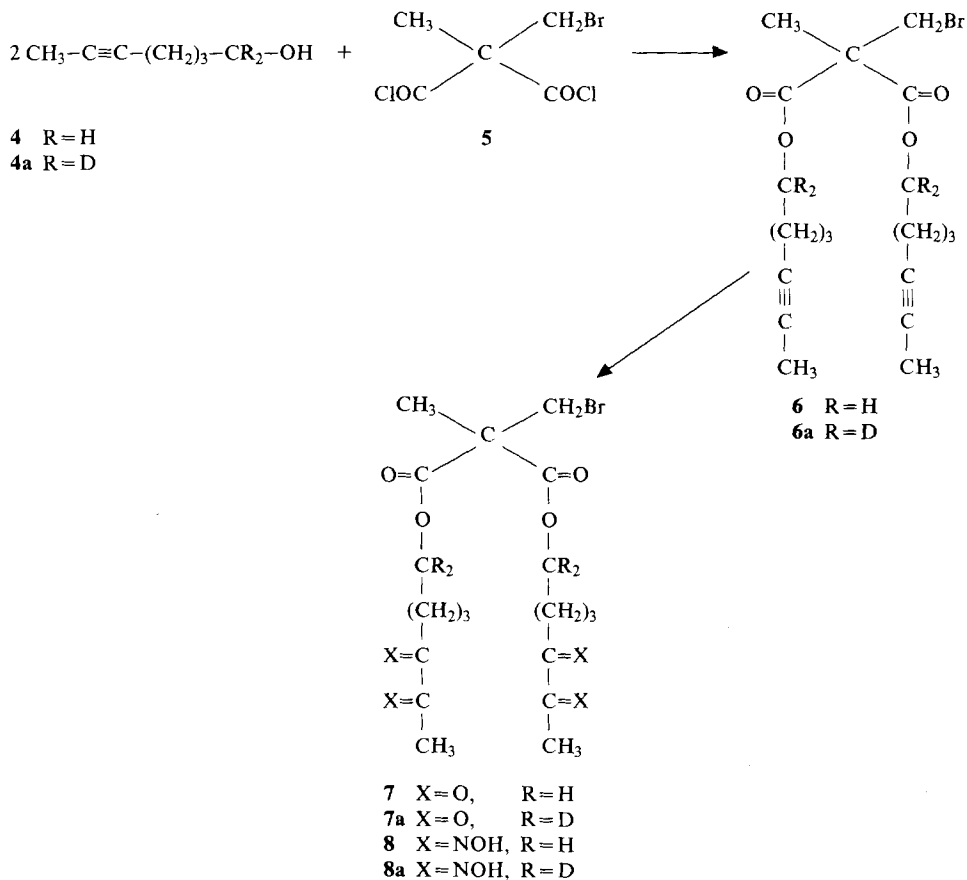 2 CH₃–C≡C–(CH₂)₃–CR₂–OH + CH₃ CH₂Br C ClOC COCl
4 R=H
4a R=D
5
CH₃ CH₂Br
C
O=C C=O
O O
CR₂ CR₂
(CH₂)₃ (CH₂)₃
C C
||| |||
C C
CH₃ CH₃
6 R=H
6a R=D
CH₃ CH₂Br
C
O=C C=O
O O
CR₂ CR₂
(CH₂)₃ (CH₂)₃
X=C C=X
X=C C=X
CH₃ CH₃
7 X=O, R=H
7a X=O, R=D
8 X=NOH, R=H
8a X=NOH, R=D